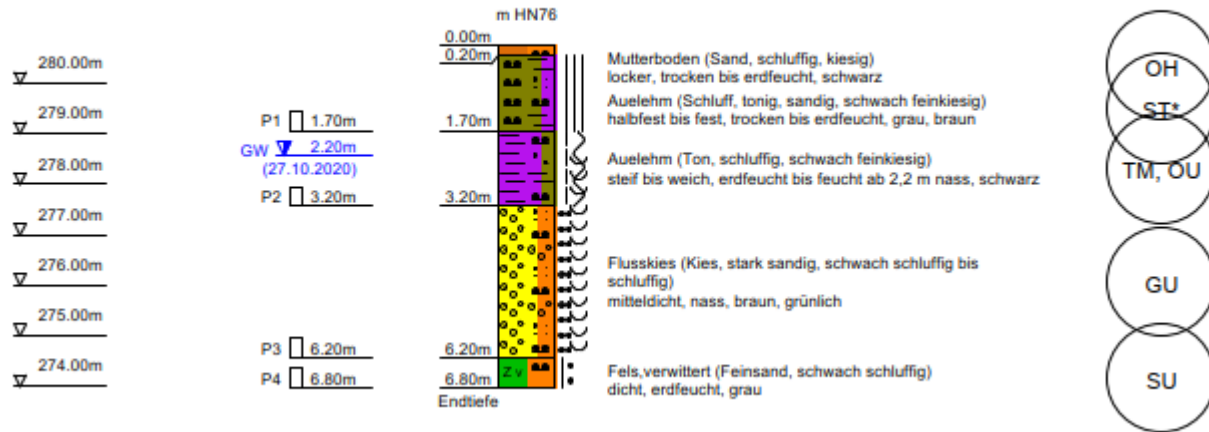 m HN76
0.00m
0.20m
280.00m
Mutterboden (Sand, schluffig, kiesig)
locker, trocken bis erdfeucht, schwarz
OH
279.00m
P1 1.70m
1.70m
Auelehm (Schluff, tonig, sandig, schwach feinkiesig)
halbfest bis fest, trocken bis erdfeucht, grau, braun
ST*
GW 2.20m
(27.10.2020)
278.00m
Auelehm (Ton, schluffig, schwach feinkiesig)
steif bis weich, erdfeucht bis feucht ab 2,2 m nass, schwarz
TM, OU
P2 3.20m
3.20m
277.00m
276.00m
Flusskies (Kies, stark sandig, schwach schluffig bis
schluffig)
mitteldicht, nass, braun, grünlich
GU
275.00m
P3 6.20m
6.20m
274.00m
P4 6.80m
6.80m
Z v
Fels,verwittert (Feinsand, schwach schluffig)
dicht, erdfeucht, grau
SU
Endtiefe